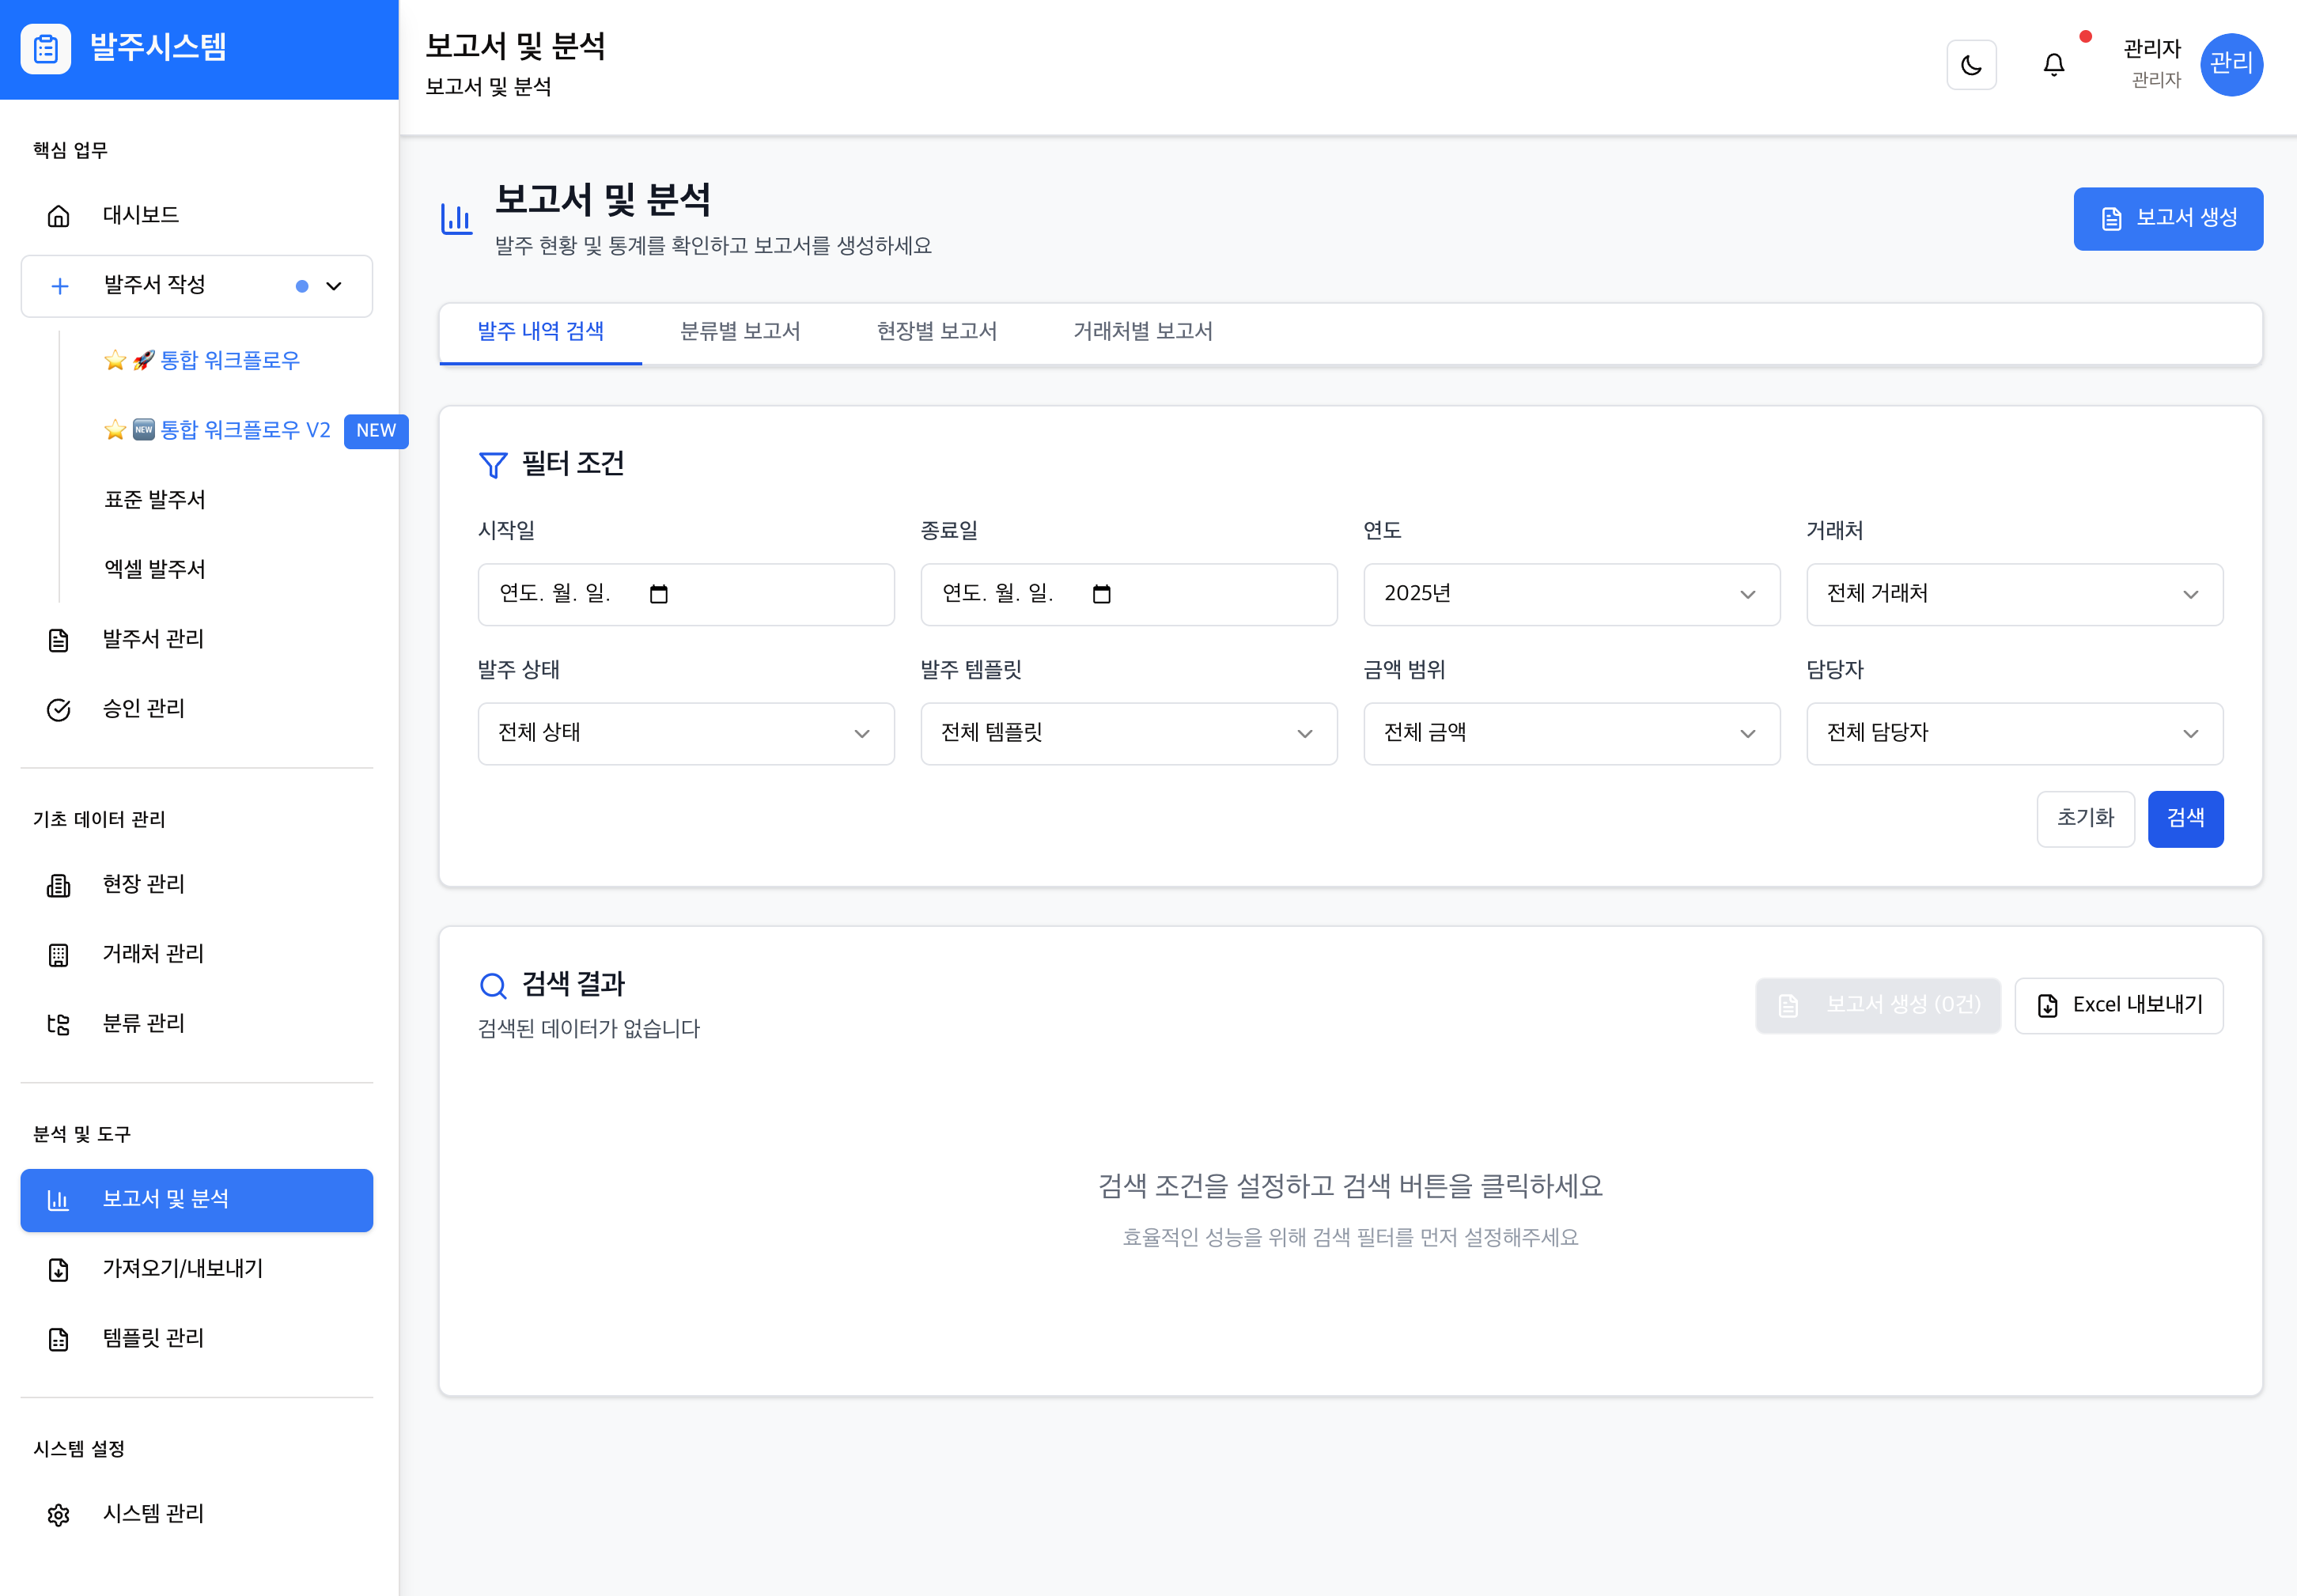 발주시스템
핵심 업무
대시보드
발주서 작성
⭐ 🚀 통합 워크플로우
⭐ 🆕 통합 워크플로우 V2 NEW
표준 발주서
엑셀 발주서
발주서 관리
승인 관리
기초 데이터 관리
현장 관리
거래처 관리
분류 관리
분석 및 도구
보고서 및 분석
가져오기/내보내기
템플릿 관리
시스템 설정
시스템 관리
보고서 및 분석
보고서 및 분석
관리자
관리자
관리
보고서 및 분석
발주 현황 및 통계를 확인하고 보고서를 생성하세요
보고서 생성
발주 내역 검색 분류별 보고서 현장별 보고서 거래처별 보고서
필터 조건
시작일 종료일 연도 거래처
연도. 월. 일. 연도. 월. 일. 2025년 전체 거래처
발주 상태 발주 템플릿 금액 범위 담당자
전체 상태 전체 템플릿 전체 금액 전체 담당자
초기화 검색
검색 결과
검색된 데이터가 없습니다
보고서 생성 (0건) Excel 내보내기
검색 조건을 설정하고 검색 버튼을 클릭하세요
효율적인 성능을 위해 검색 필터를 먼저 설정해주세요